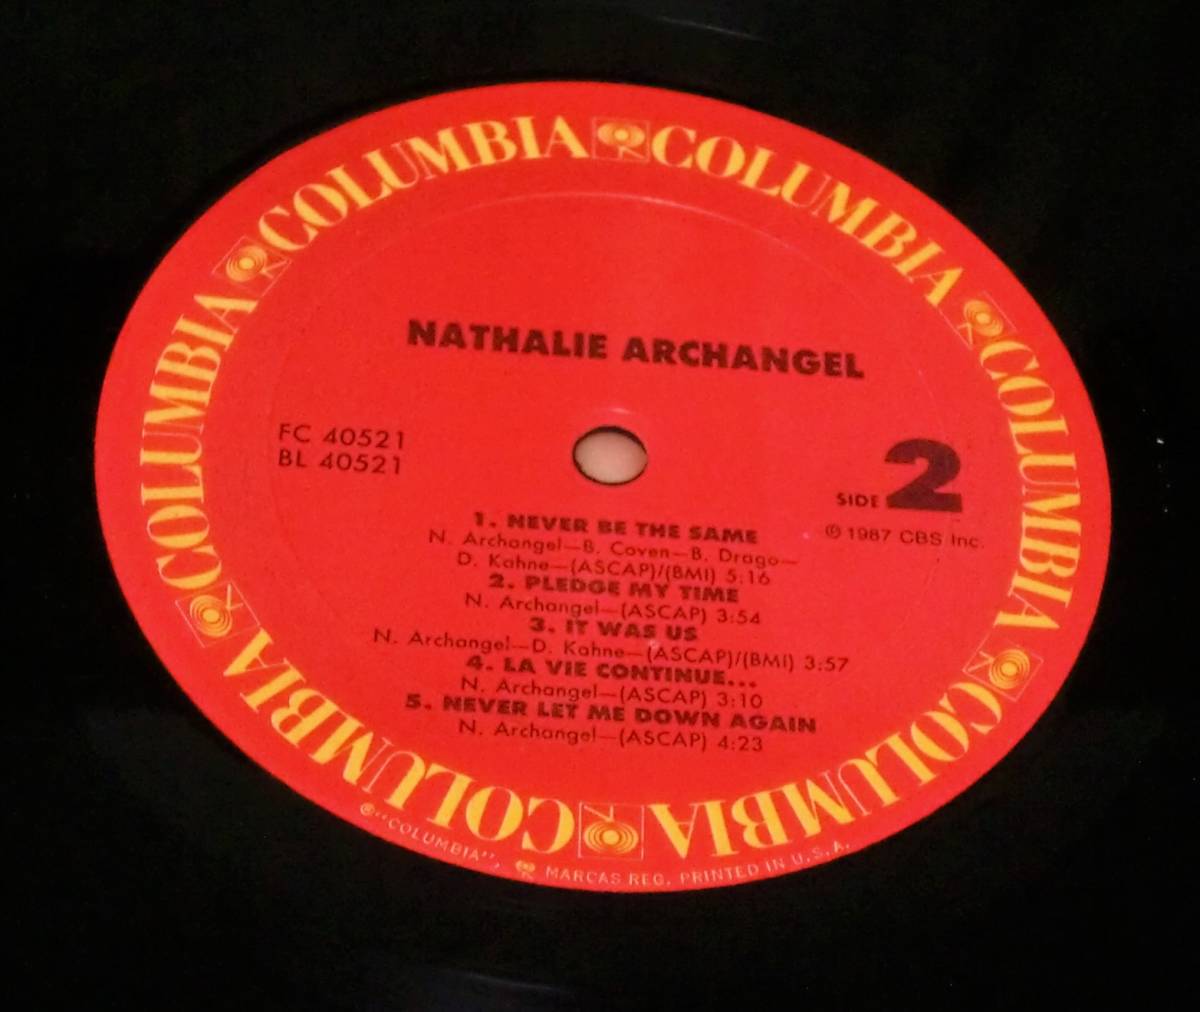 COLUMBIA COLUMBIA COLUMBIA COLUMBIA COLUMBIA COLUMBIA
NATHALIE ARCHANGEL
FC 40521
BL 40521
SIDE 2
℗ 1987 CBS Inc.
1. NEVER BE THE SAME
N. Archangel—B. Coven—B. Drago—
D. Kahne—(ASCAP)/(BMI) 5:16
2. PLEDGE MY TIME
N. Archangel—(ASCAP) 3:54
3. IT WAS US
N. Archangel—D. Kahne—(ASCAP)/(BMI) 3:57
4. LA VIE CONTINUE...
N. Archangel—(ASCAP) 3:10
5. NEVER LET ME DOWN AGAIN
N. Archangel—(ASCAP) 4:23
®"COLUMBIA", MARCAS REG. PRINTED IN U.S.A.